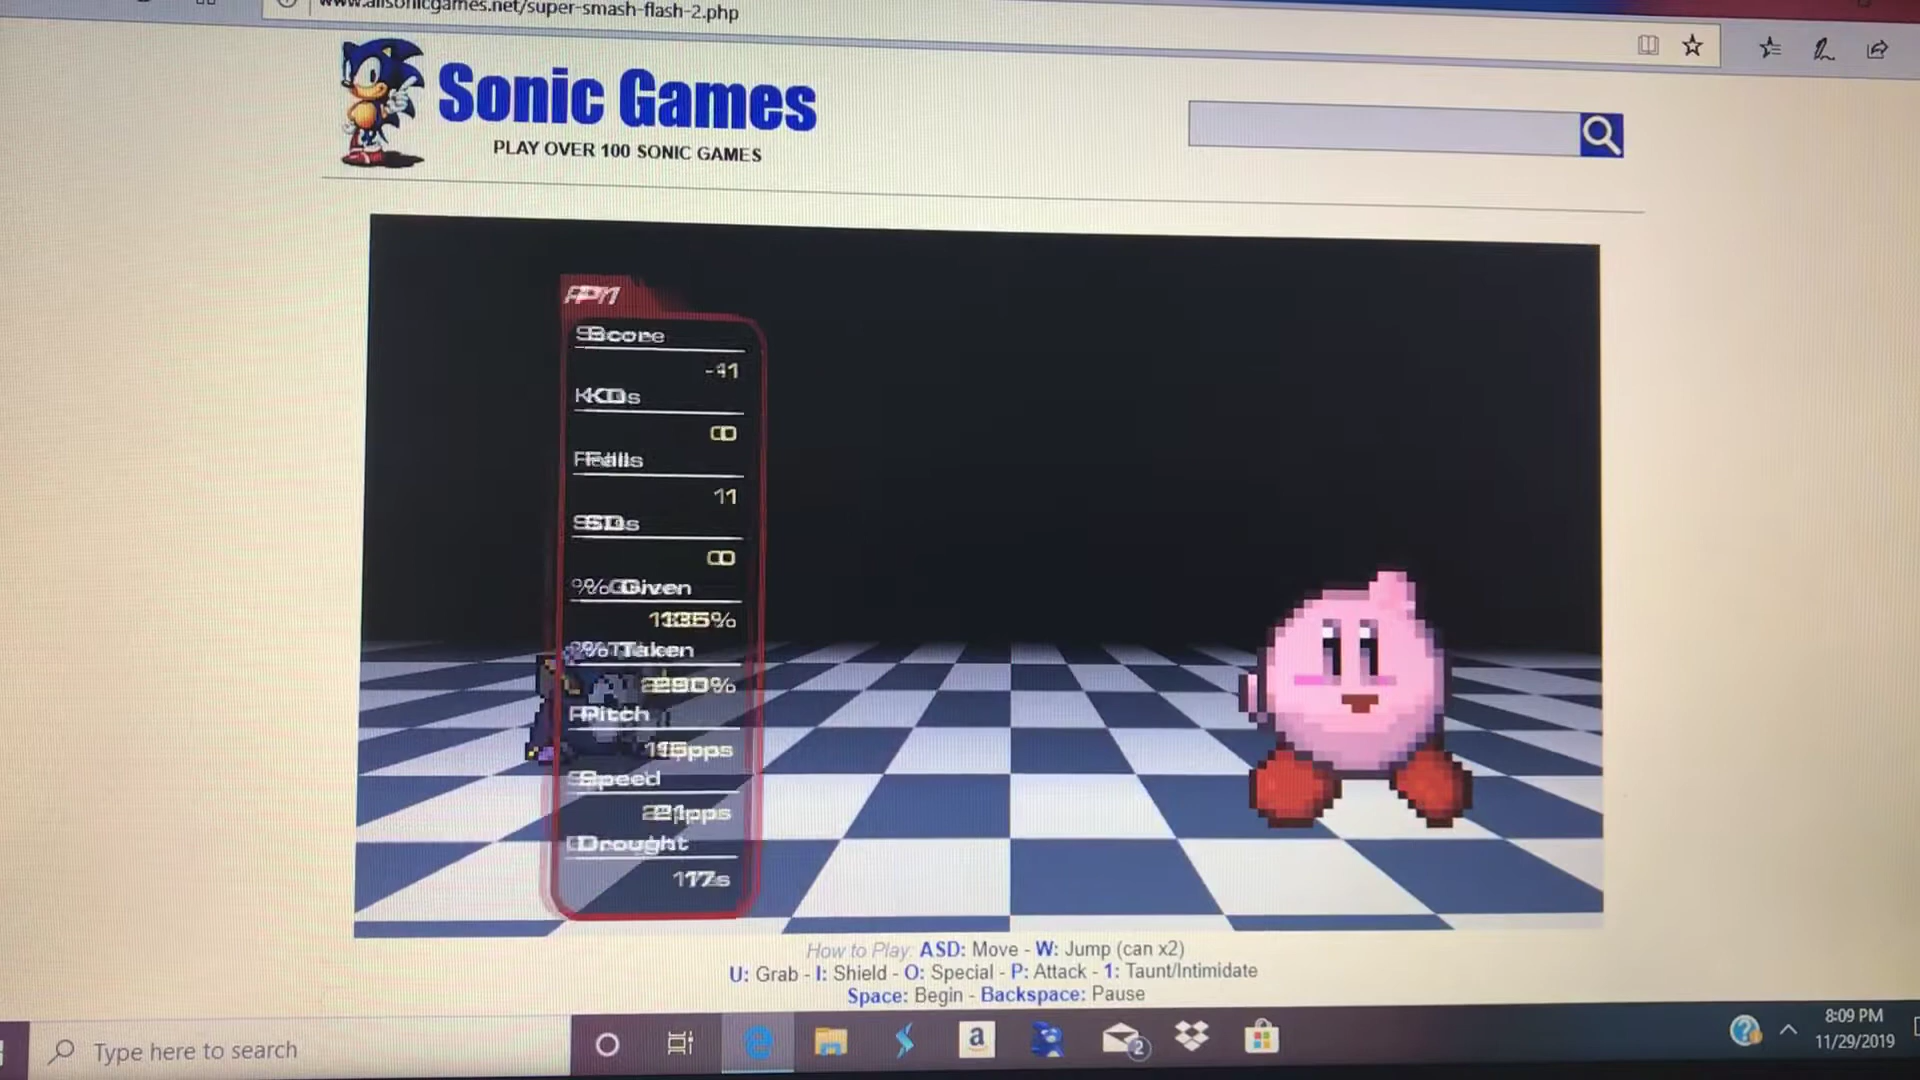 www.allsonicgames.net/super-smash-flash-2.php
Sonic Games
PLAY OVER 100 SONIC GAMES
P1
Score
-1
KOs
0
Falls
1
SDs
0
% Given
% Taken
Pitch
Speed
Drought
17s
How to Play: ASD: Move - W: Jump (can x2)
U: Grab - I: Shield - O: Special - P: Attack - 1: Taunt/Intimidate
Space: Begin - Backspace: Pause
Type here to search
a
2
8:09 PM
11/29/2019